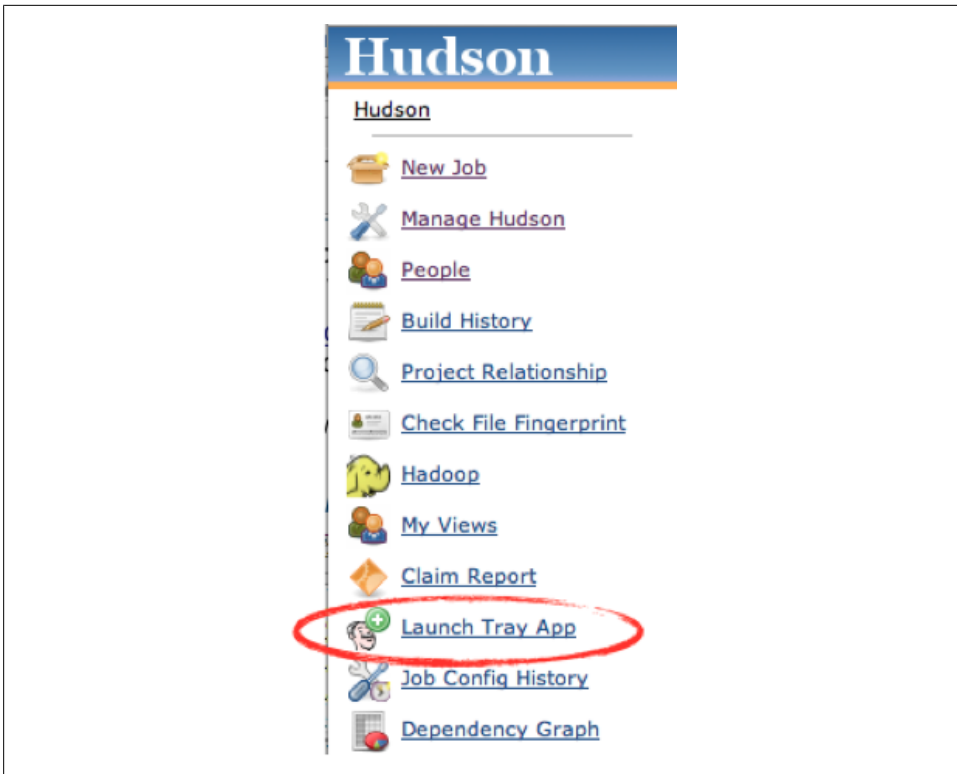 Hudson
Hudson
New Job
Manage Hudson
People
Build History
Project Relationship
Check File Fingerprint
Hadoop
My Views
Claim Report
Launch Tray App
Job Config History
Dependency Graph